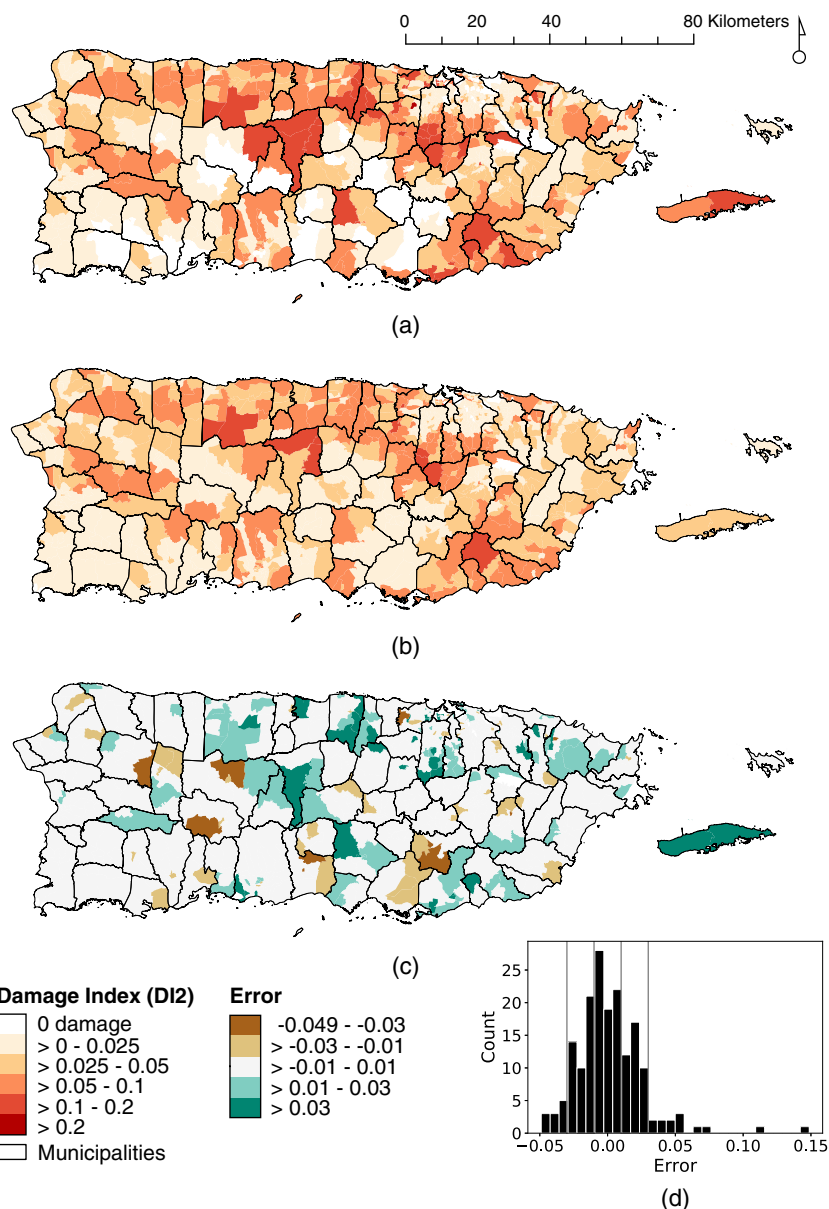 0 20 40 80 Kilometers
(a)
(b)
(c)
Damage Index (DI2)
0 damage
> 0 - 0.025
> 0.025 - 0.05
> 0.05 - 0.1
> 0.1 - 0.2
> 0.2
Municipalities
Error
-0.049 - -0.03
> -0.03 - -0.01
> -0.01 - 0.01
> 0.01 - 0.03
> 0.03
25
20
15
10
5
0
Count
−0.05 0.00 0.05 0.10 0.15
Error
(d)